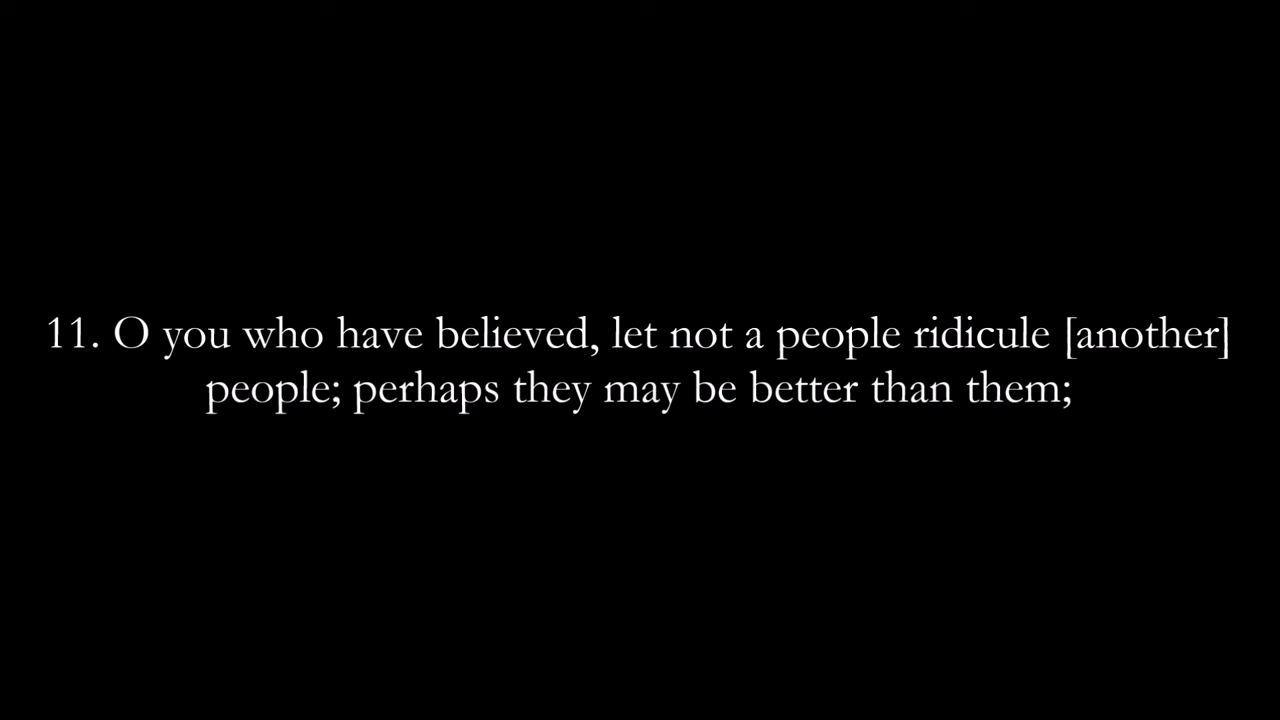 11. O you who have believed, let not a people ridicule [another]
people; perhaps they may be better than them;